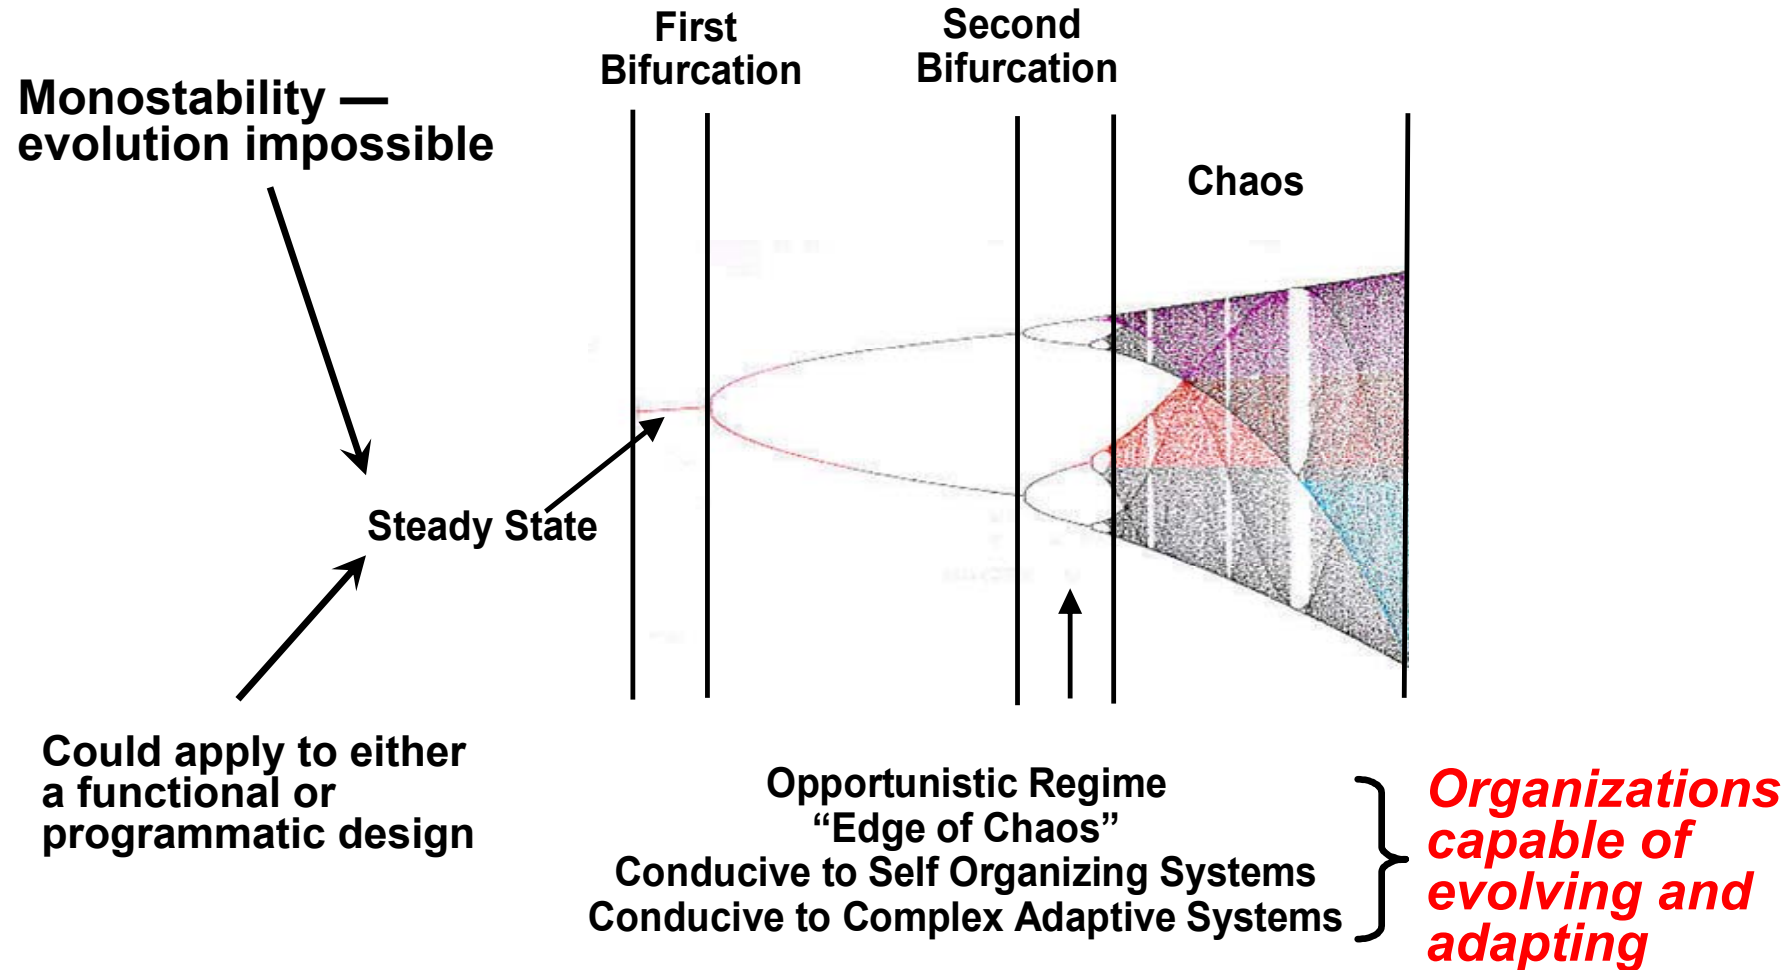 First
Bifurcation
Second
Bifurcation
Monostability —
evolution impossible
Chaos
Steady State
Could apply to either
a functional or
programmatic design
Opportunistic Regime
“Edge of Chaos”
Conducive to Self Organizing Systems
Conducive to Complex Adaptive Systems
Organizations
capable of
evolving and
adapting